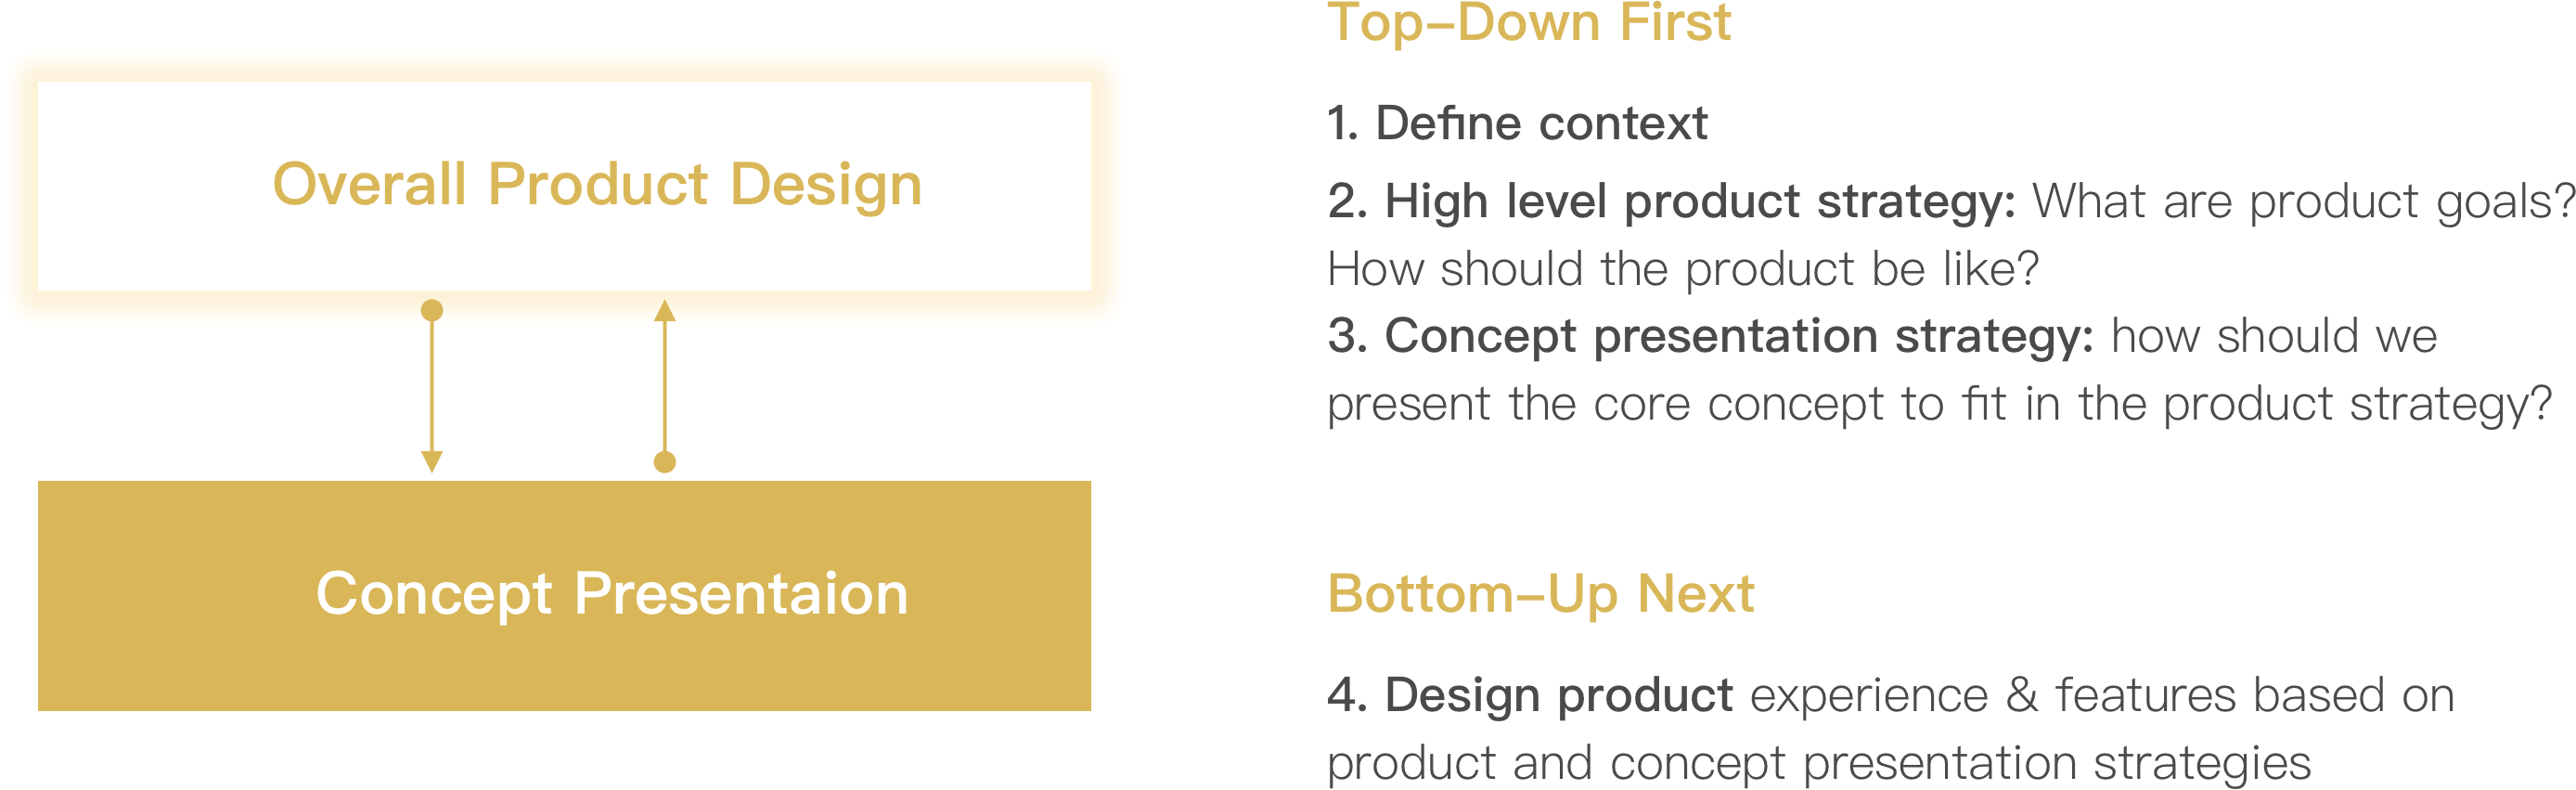 Overall Product Design
Concept Presentaion
Top–Down First
1. Define context
2. High level product strategy: What are product goals?
How should the product be like?
3. Concept presentation strategy: how should we
present the core concept to fit in the product strategy?
Bottom–Up Next
4. Design product experience & features based on
product and concept presentation strategies